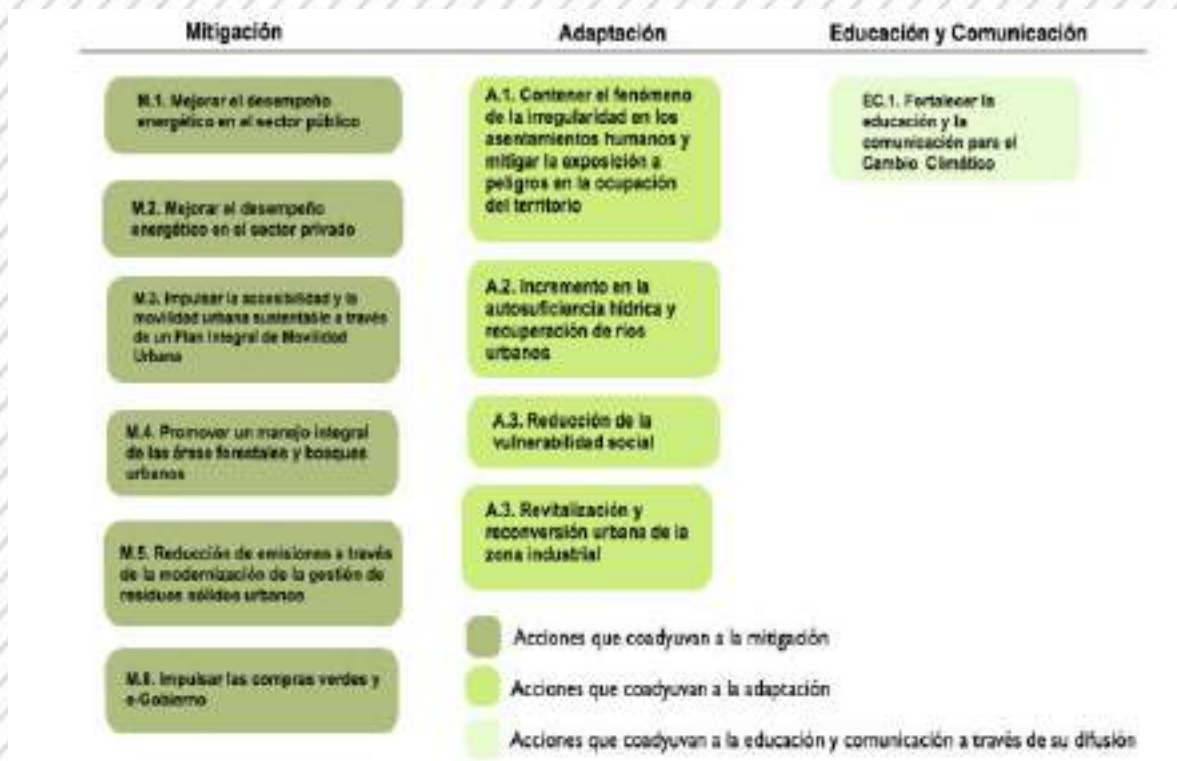 Mitigación
Adaptación
Educación y Comunicación
M.1. Mejorar el desempeño
energético en el sector público
M.2. Mejorar el desempeño
energético en el sector privado
M.3. Impulsar la accesibilidad y la
movilidad urbana sustentable a través
de un Plan Integral de Movilidad
Urbana
M.4. Promover un manejo integral
de las áreas forestales y bosques
urbanos
M.5. Reducción de emisiones a través
de la modernización de la gestión de
residuos sólidos urbanos
M.6. Impulsar las compras verdes y
e-Gobierno
A.1. Contener el fenómeno
de la irregularidad en los
asentamientos humanos y
mitigar la exposición a
peligros en la ocupación
del territorio
A.2. Incremento en la
autosuficiencia hídrica y
recuperación de ríos
urbanos
A.3. Reducción de la
vulnerabilidad social
A.3. Revitalización y
reconversión urbana de la
zona industrial
EC.1. Fortalecer la
educación y la
comunicación para el
Cambio Climático
Acciones que coadyuvan a la mitigación
Acciones que coadyuvan a la adaptación
Acciones que coadyuvan a la educación y comunicación a través de su difusión